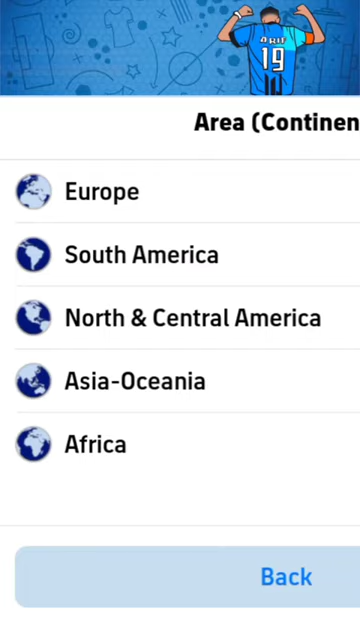 ARIF
19
Area (Continen
Europe
South America
North & Central America
Asia-Oceania
Africa
Back